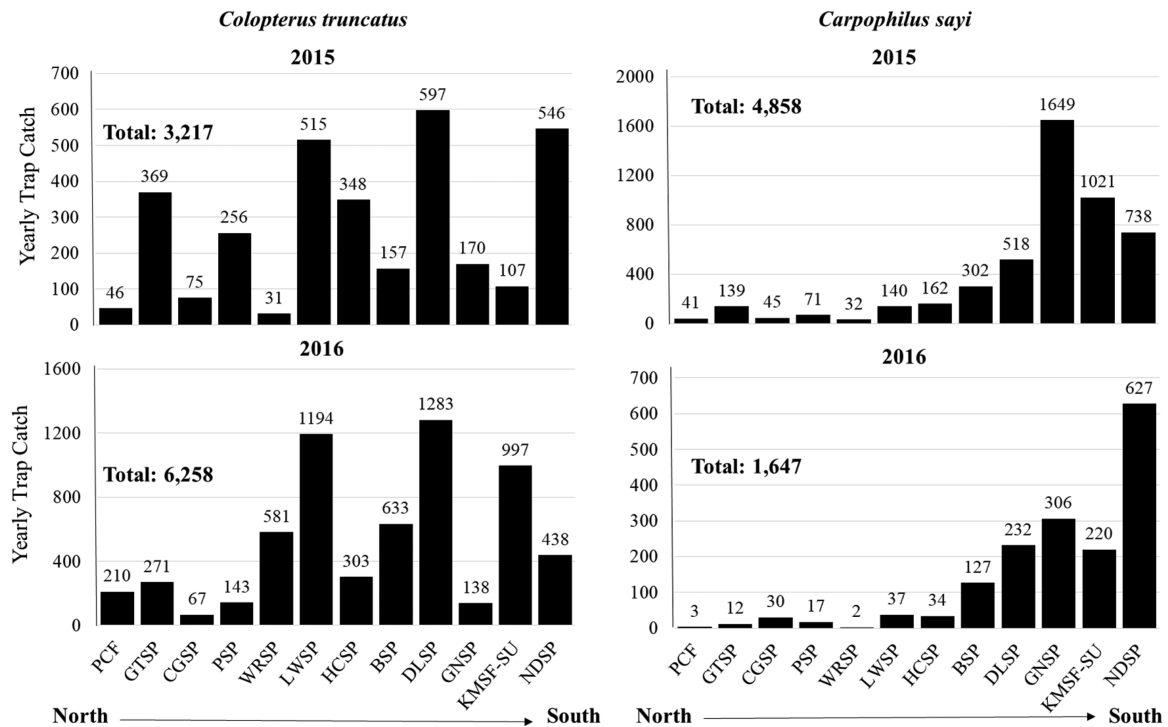 Colopterus truncatus
2015
700
600
500
400
300
200
100
0
Yearly Trap Catch
Total: 3,217
46
369
75
256
31
515
348
157
597
170
107
546
2016
1600
1200
800
400
0
Yearly Trap Catch
Total: 6,258
210
271
67
143
581
1194
303
633
1283
138
997
438
PCF
GTSP
CGSP
PSP
WRSP
LWSP
HCSP
BSP
DLSP
GNSP
KMSF-SU
NDSP
North
South
Carpophilus sayi
2015
2000
1600
1200
800
400
0
Total: 4,858
41
139
45
71
32
140
162
302
518
1649
1021
738
2016
700
600
500
400
300
200
100
0
Total: 1,647
3
12
30
17
2
37
34
127
232
306
220
627
PCF
GTSP
CGSP
PSP
WRSP
LWSP
HCSP
BSP
DLSP
GNSP
KMSF-SU
NDSP
North
South